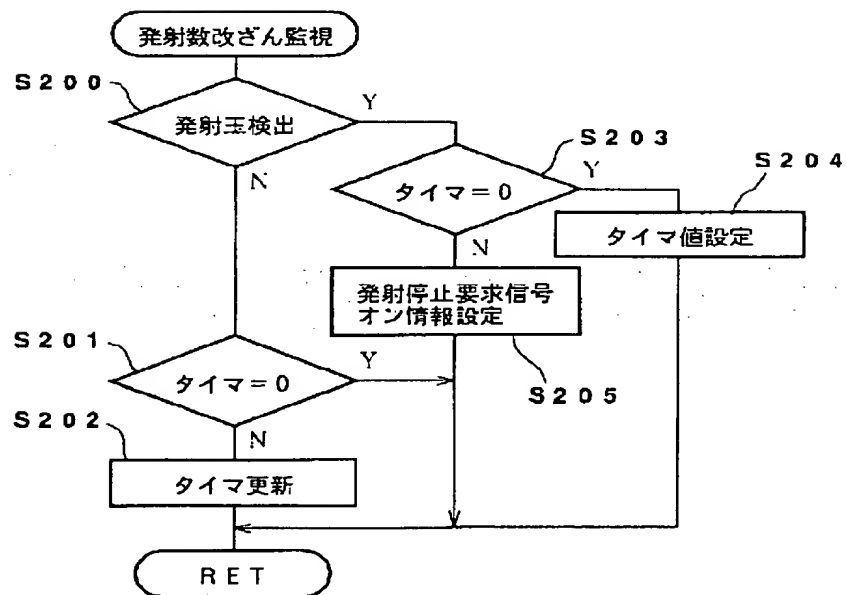 発射数改ざん監視
S200
発射玉検出
Y
N
S203
タイマ=0
Y
N
S204
タイマ値設定
発射停止要求信号
オン情報設定
S205
S201
タイマ=0
Y
N
S202
タイマ更新
RET